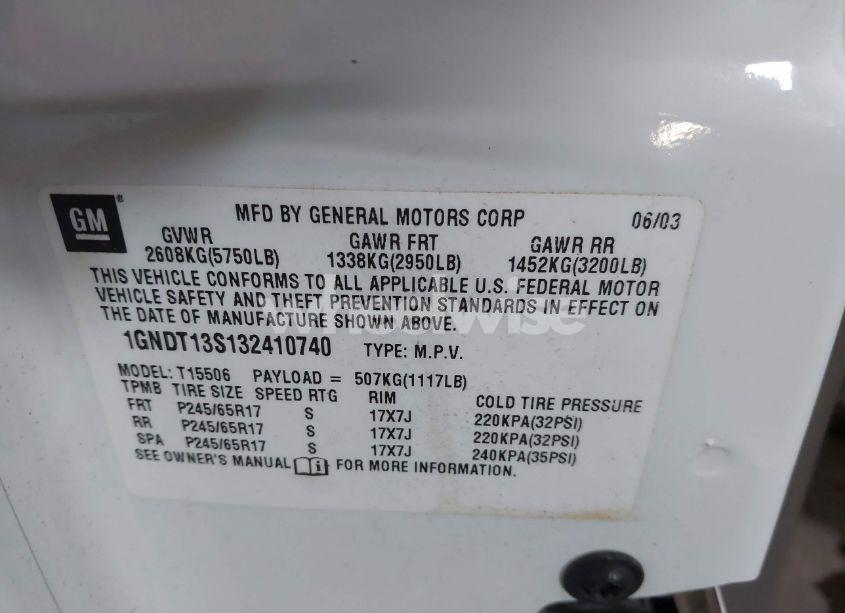 GM ®
MFD BY GENERAL MOTORS CORP 06/03
GVWR GAWR FRT GAWR RR
2608KG(5750LB) 1338KG(2950LB) 1452KG(3200LB)
THIS VEHICLE CONFORMS TO ALL APPLICABLE U.S. FEDERAL MOTOR
VEHICLE SAFETY AND THEFT PREVENTION STANDARDS IN EFFECT ON
THE DATE OF MANUFACTURE SHOWN ABOVE.
1GNDT13S132410740 TYPE: M.P.V.
MODEL: T15506 PAYLOAD = 507KG(1117LB)
TPMB TIRE SIZE SPEED RTG RIM COLD TIRE PRESSURE
FRT P245/65R17 S 17X7J 220KPA(32PSI)
RR P245/65R17 S 17X7J 220KPA(32PSI)
SPA P245/65R17 S 17X7J 240KPA(35PSI)
SEE OWNER'S MANUAL FOR MORE INFORMATION.